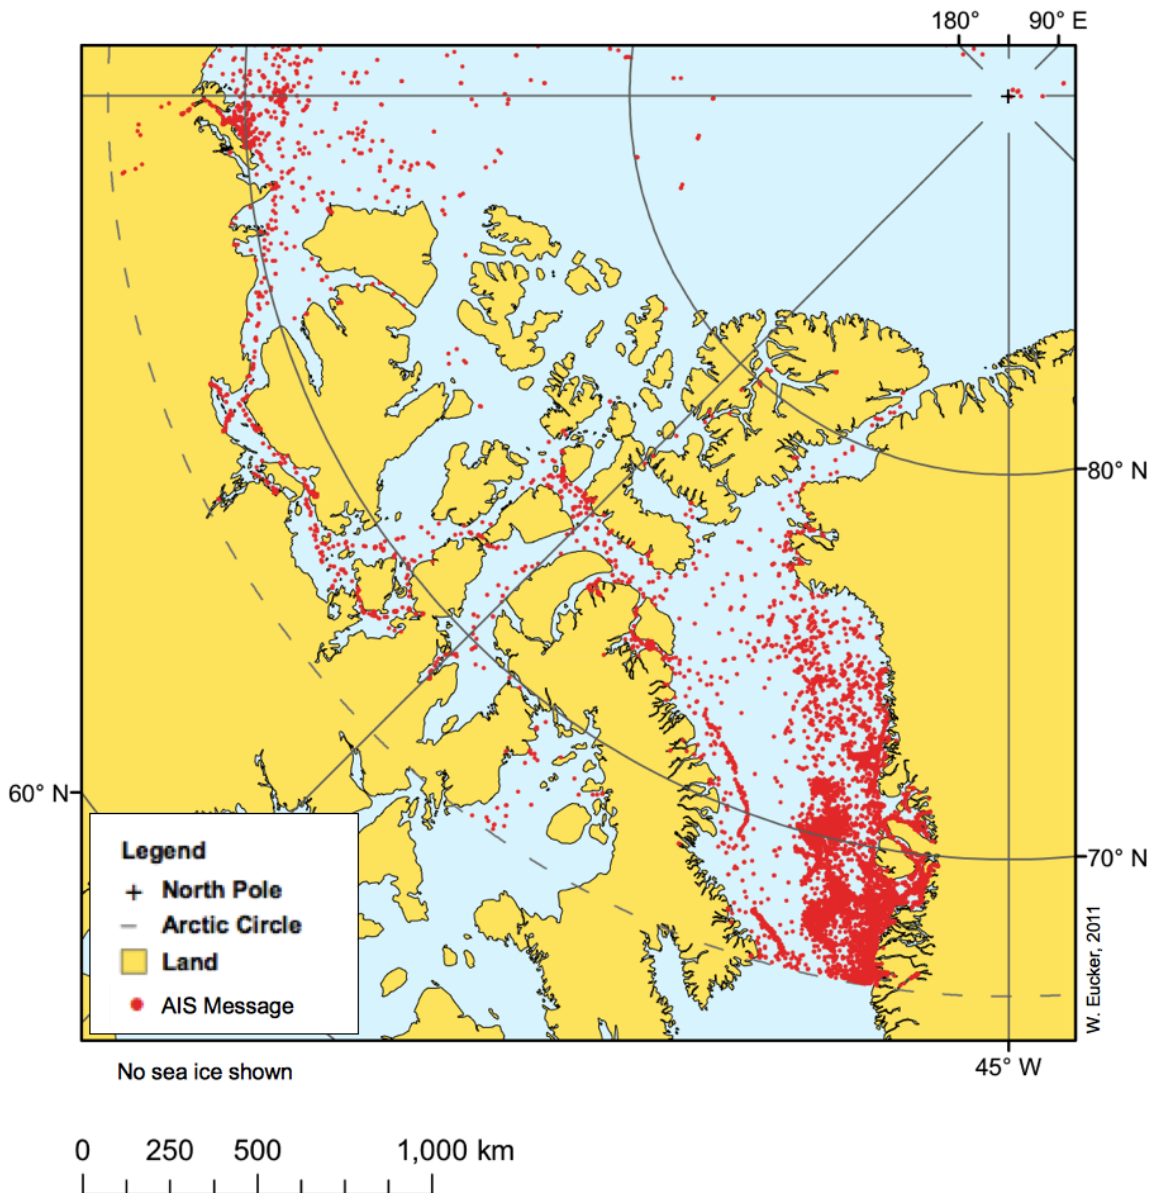 180° 90° E
80° N
60° N
Legend
+ North Pole
Arctic Circle
Land
AIS Message
70° N
W. Eucker, 2011
45° W
No sea ice shown
0 250 500 1,000 km